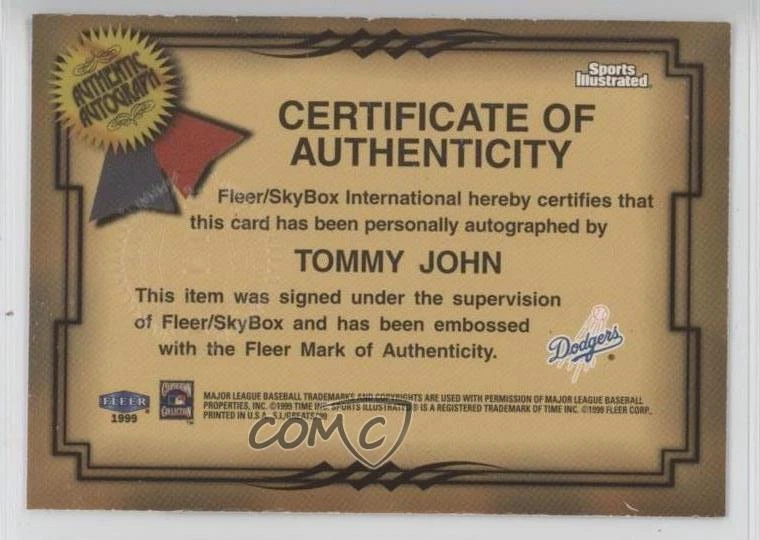 AUTHENTIC
AUTOGRAPH
Sports
Illustrated
CERTIFICATE OF
AUTHENTICITY
Fleer/SkyBox International hereby certifies that
this card has been personally autographed by
TOMMY JOHN
This item was signed under the supervision
of Fleer/SkyBox and has been embossed
with the Fleer Mark of Authenticity.
Dodgers
FLEER
1999
COOPERSTOWN
COLLECTION
MAJOR LEAGUE BASEBALL TRADEMARKS AND COPYRIGHTS ARE USED WITH PERMISSION OF MAJOR LEAGUE BASEBALL
PROPERTIES, INC. ©1999 TIME INC. SPORTS ILLUSTRATED® IS A REGISTERED TRADEMARK OF TIME INC. ©1999 FLEER CORP.,
PRINTED IN U.S.A. S.I./GREATS/99
COMC